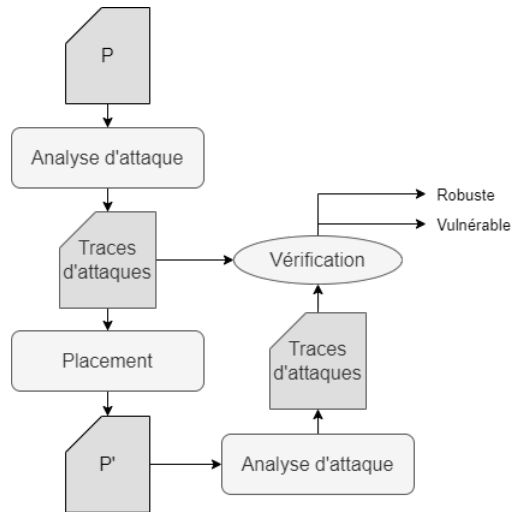 P
Analyse d'attaque
Traces
d'attaques
Placement
P'
Analyse d'attaque
Traces
d'attaques
Vérification
Robuste
Vulnérable